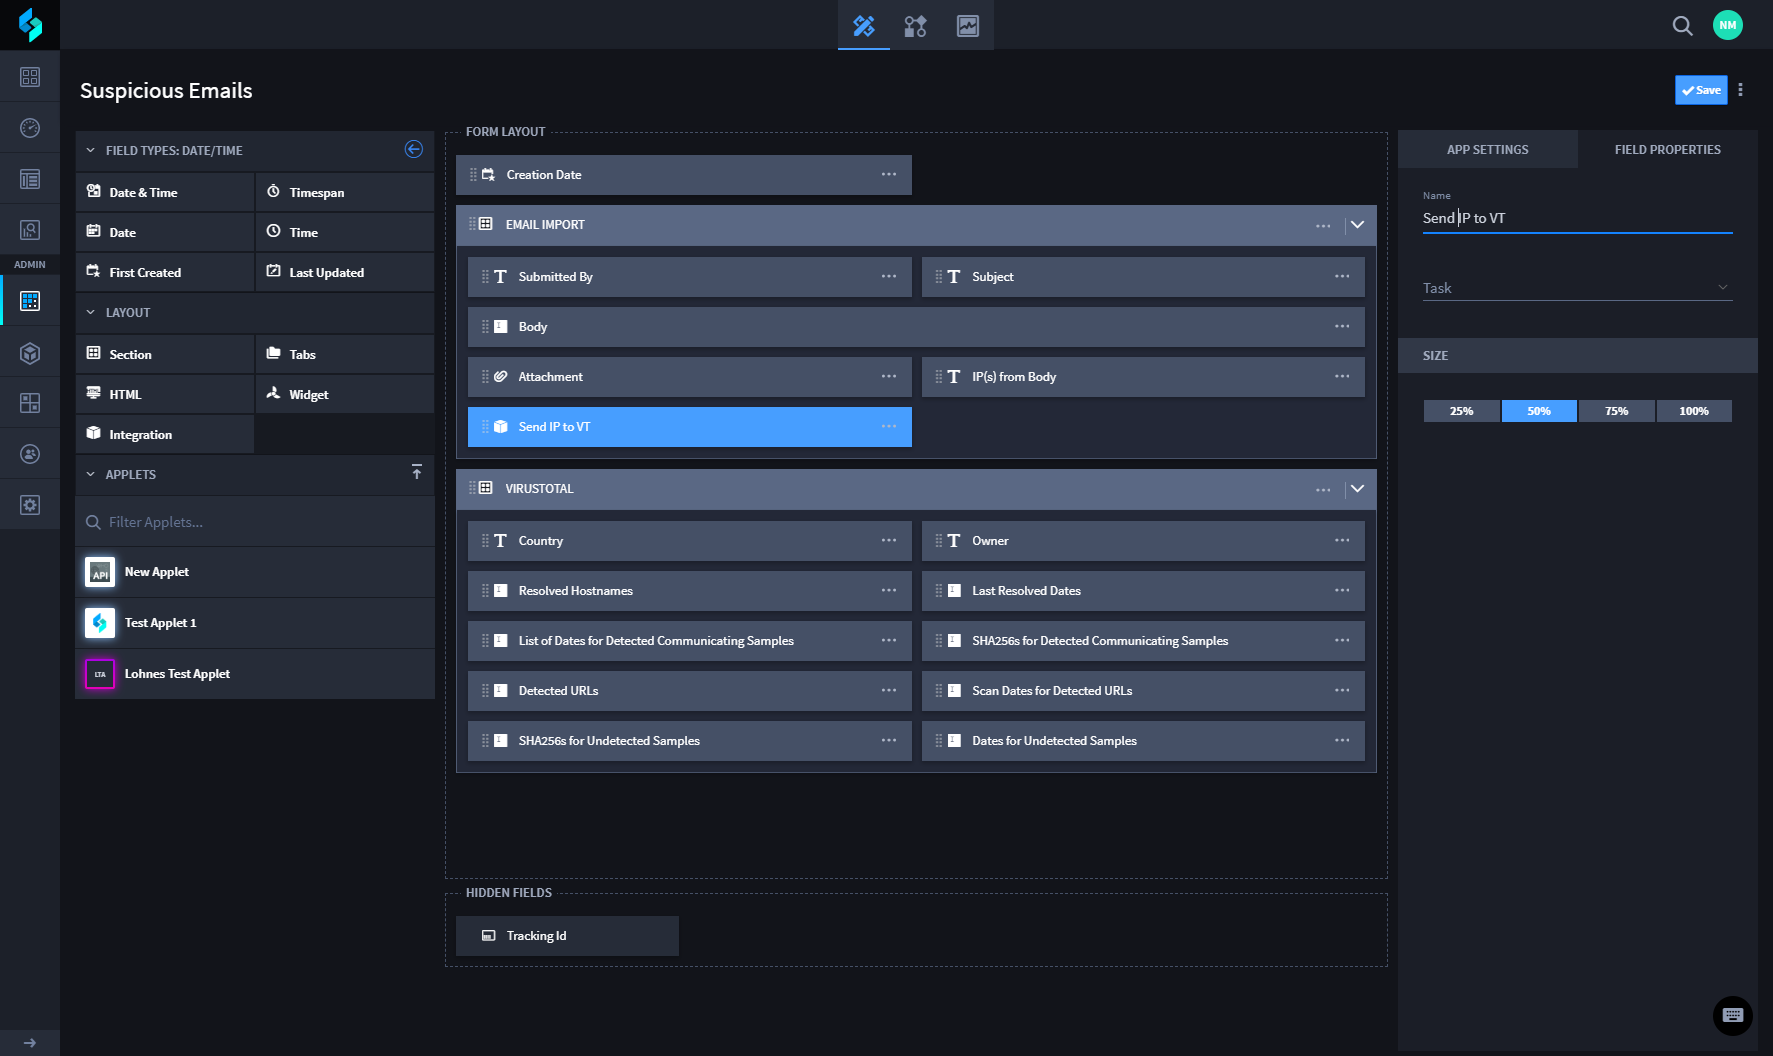 NM
Suspicious Emails
Save
ADMIN
FIELD TYPES: DATE/TIME
Date & Time
Timespan
Date
Time
First Created
Last Updated
LAYOUT
Section
Tabs
HTML
Widget
Integration
APPLETS
Filter Applets...
API
New Applet
Test Applet 1
LTA
Lohnes Test Applet
FORM LAYOUT
Creation Date
EMAIL IMPORT
Submitted By
Subject
Body
Attachment
IP(s) from Body
Send IP to VT
VIRUSTOTAL
Country
Owner
Resolved Hostnames
Last Resolved Dates
List of Dates for Detected Communicating Samples
SHA256s for Detected Communicating Samples
Detected URLs
Scan Dates for Detected URLs
SHA256s for Undetected Samples
Dates for Undetected Samples
HIDDEN FIELDS
Tracking Id
APP SETTINGS
FIELD PROPERTIES
Name
Send IP to VT
Task
SIZE
25%
50%
75%
100%